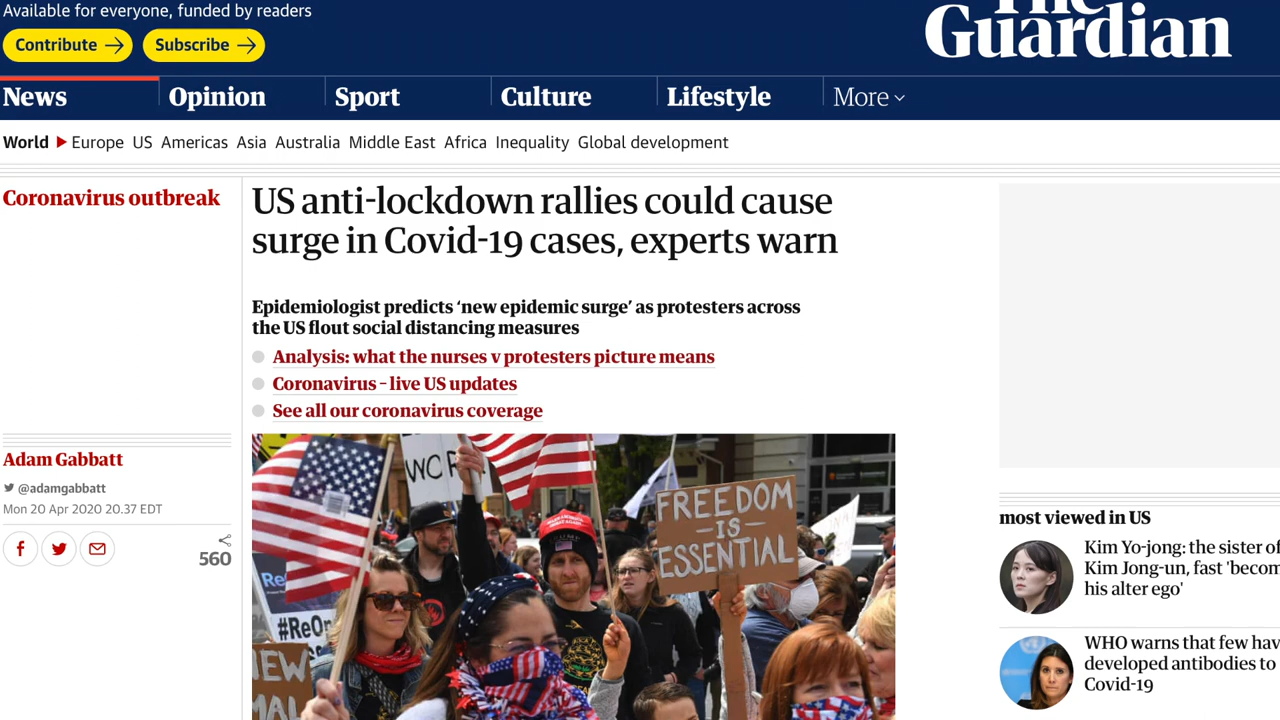 Available for everyone, funded by readers
Contribute
Subscribe
The
Guardian
News
Opinion
Sport
Culture
Lifestyle
More
World
Europe US Americas Asia Australia Middle East Africa Inequality Global development
Coronavirus outbreak
US anti-lockdown rallies could cause
surge in Covid-19 cases, experts warn
Epidemiologist predicts ‘new epidemic surge’ as protesters across
the US flout social distancing measures
Analysis: what the nurses v protesters picture means
Coronavirus – live US updates
See all our coronavirus coverage
Adam Gabbatt
@adamgabbatt
Mon 20 Apr 2020 20.37 EDT
560
WC R
FREEDOM
-IS-
ESSENTIAL
TRUMP
Re
#ReO
NEW
MAL
most viewed in US
Kim Yo-jong: the sister of
Kim Jong-un, fast 'becom
his alter ego'
WHO warns that few hav
developed antibodies to
Covid-19